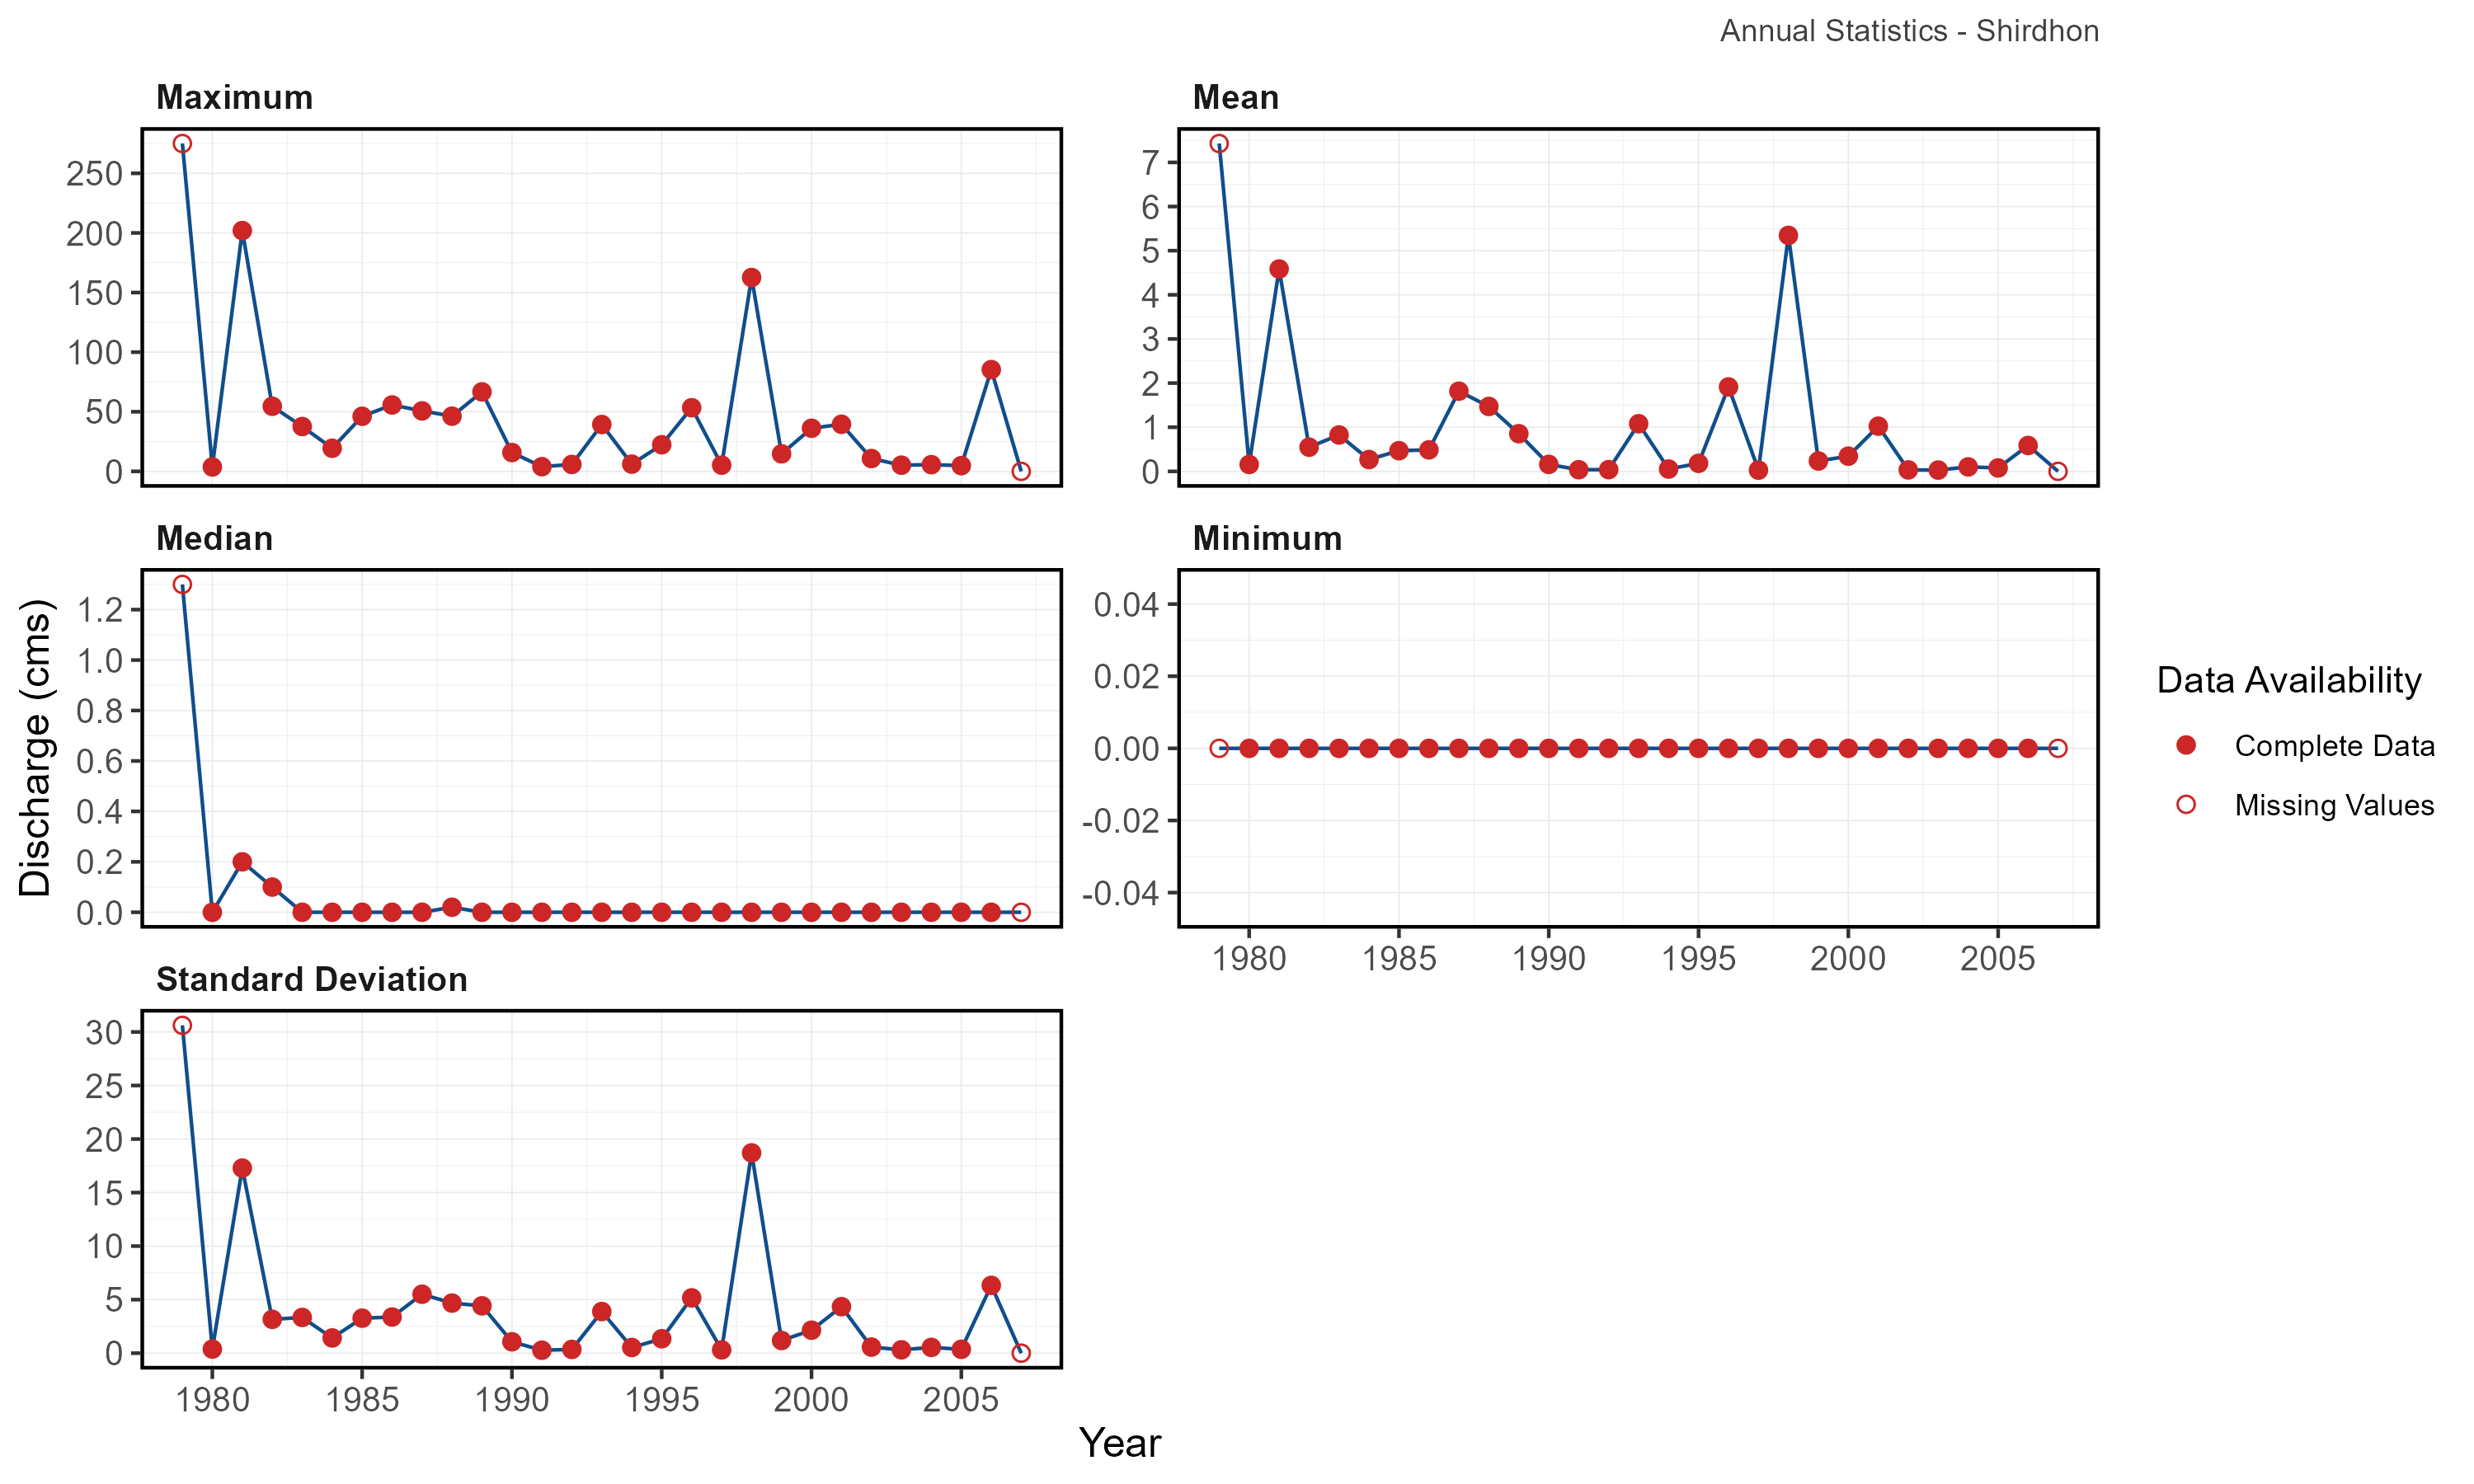 Annual Statistics - Shirdhon
Maximum
Mean
250
200
150
100
50
0
7
6
5
4
3
2
1
0
Median
Minimum
1.2
1.0
0.8
0.6
0.4
0.2
0.0
0.04
0.02
0.00
-0.02
-0.04
1980 1985 1990 1995 2000 2005
Discharge (cms)
Data Availability
Complete Data
Missing Values
Standard Deviation
30
25
20
15
10
5
0
1980 1985 1990 1995 2000 2005
Year